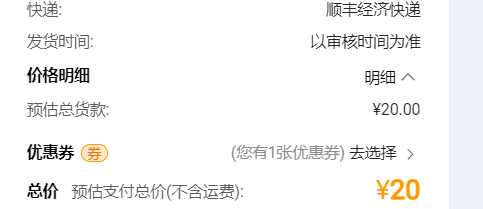 快递: 顺丰经济快递
发货时间: 以审核时间为准
价格明细 明细
预估总货款: ¥20.00
优惠券 券 (您有1张优惠券) 去选择
总价 预估支付总价(不含运费): ¥20